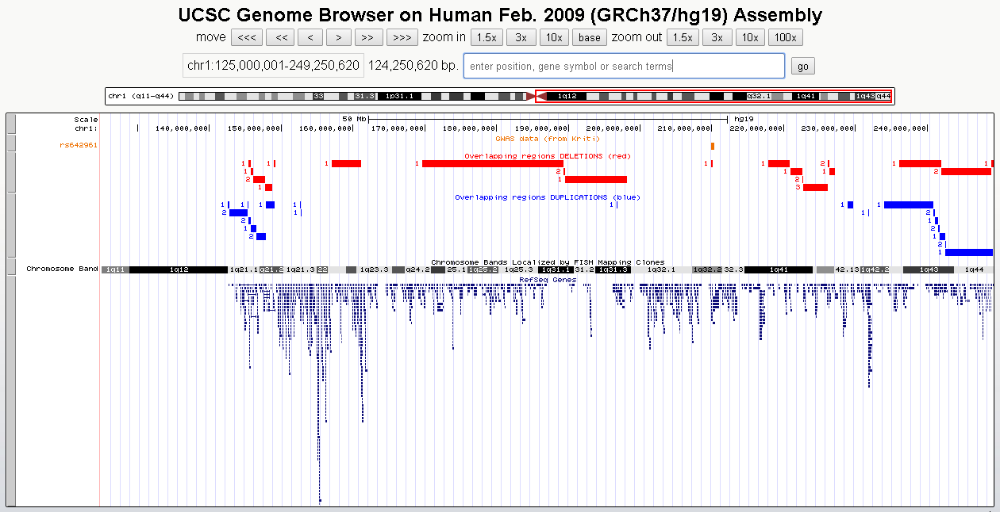 UCSC Genome Browser on Human Feb. 2009 (GRCh37/hg19) Assembly
move <<< << < > >> >>> zoom in 1.5x 3x 10x base zoom out 1.5x 3x 10x 100x
chr1:125,000,001-249,250,620 124,250,620 bp. enter position, gene symbol or search terms go
chr1 (q11-q44) 33 31.3 1p31.1 1q12 q32.1 1q41 1q43 q44
Scale 50 Mb hg19
chr1: 140,000,000 150,000,000 160,000,000 170,000,000 180,000,000 190,000,000 200,000,000 210,000,000 220,000,000 230,000,000 240,000,000
GWAS data (from Kriti)
rs642961
Overlapping regions DELETIONS (red)
1 1 1 1 1 1 2 1 1
1 2 1 1 2
2 1 2
1 3
Overlapping regions DUPLICATIONS (blue)
1 1 1 1 1 1 1
2 1 1 2
2 1
1 2
2 1
2
1
Chromosome Bands Localized by FISH Mapping Clones
Chromosome Band 1q11 1q12 1q21.1 q21.2 1q21.3 22 1q23.3 q24.2 25.1 1q25.2 1q25.3 1q31.1 31.2 1q31.3 1q32.1 1q32.2 32.3 1q41 42.13 1q42.2 1q43 1q44
RefSeq Genes